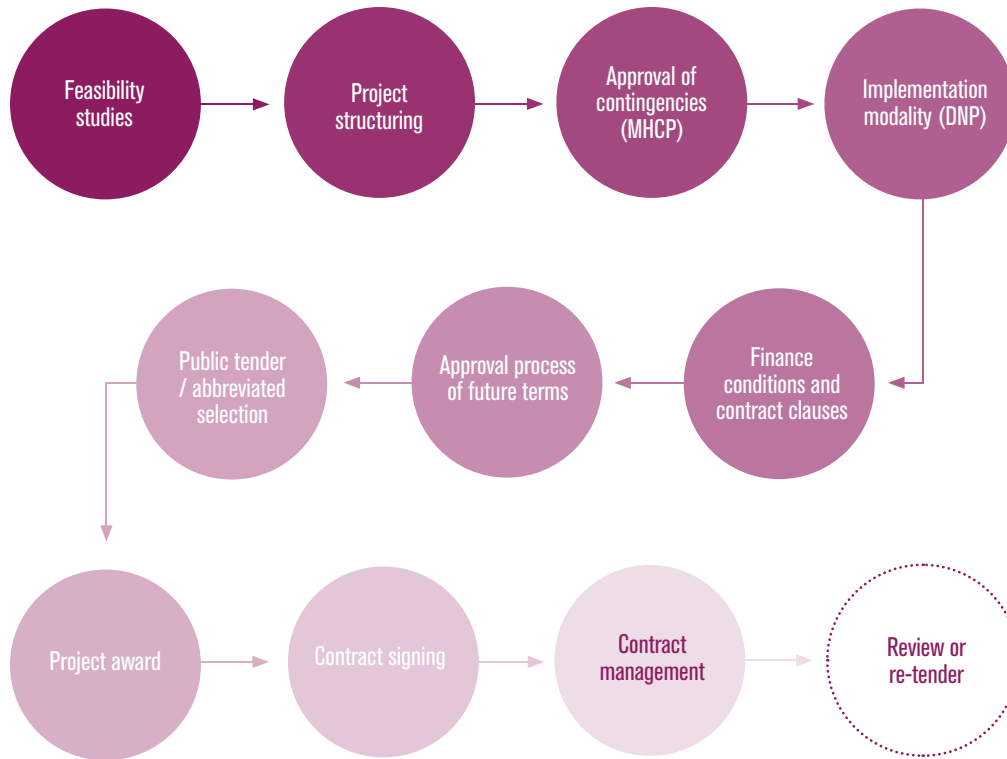 Feasibility
studies
Project
structuring
Approval of
contingencies
(MHCP)
Implementation
modality (DNP)
Finance
conditions and
contract clauses
Approval process
of future terms
Public tender
/ abbreviated
selection
Project award
Contract signing
Contract
management
Review or
re-tender